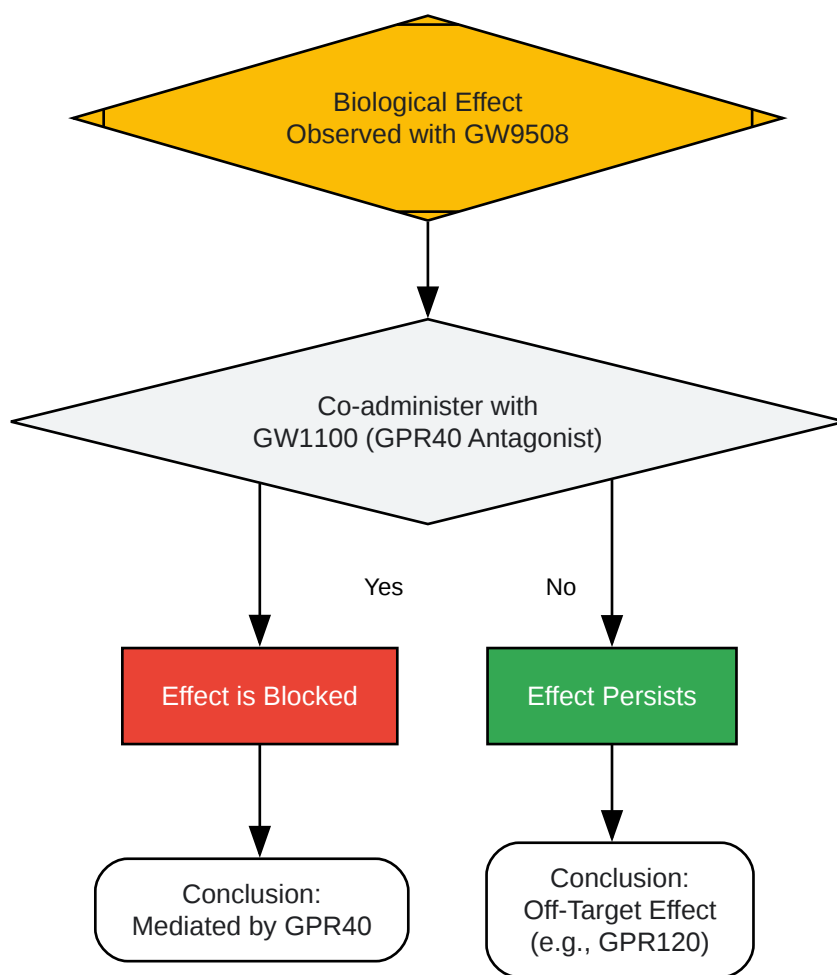 Biological Effect
Observed with GW9508
Co-administer with
GW1100 (GPR40 Antagonist)
Yes
No
Effect is Blocked
Effect Persists
Conclusion:
Mediated by GPR40
Conclusion:
Off-Target Effect
(e.g., GPR120)